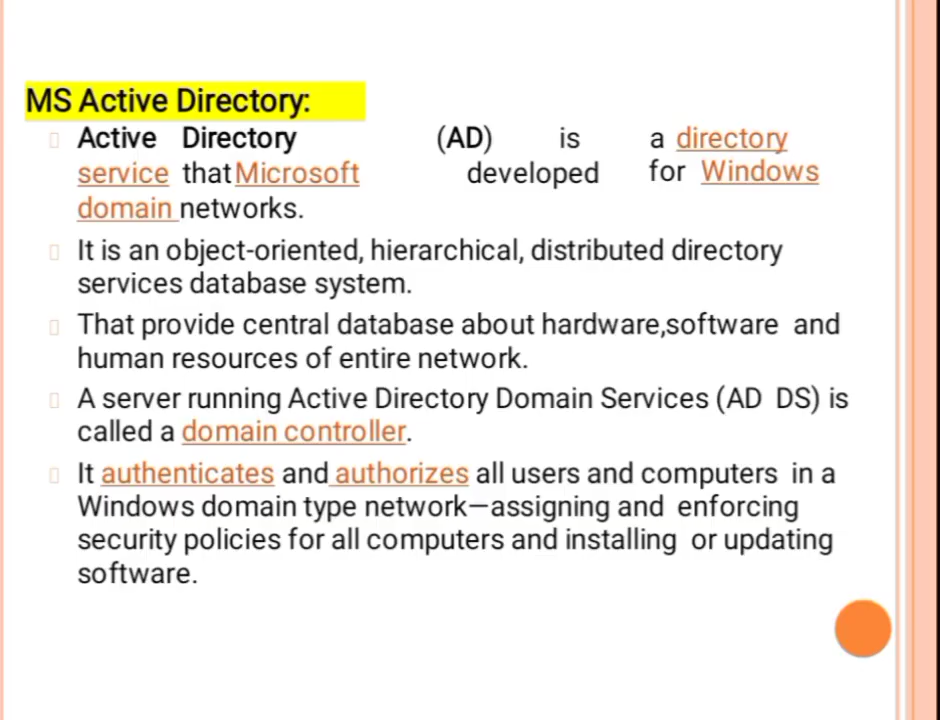 MS Active Directory:
Active Directory (AD) is a directory
service that Microsoft developed for Windows
domain networks.
It is an object-oriented, hierarchical, distributed directory
services database system.
That provide central database about hardware,software and
human resources of entire network.
A server running Active Directory Domain Services (AD DS) is
called a domain controller.
It authenticates and authorizes all users and computers in a
Windows domain type network—assigning and enforcing
security policies for all computers and installing or updating
software.